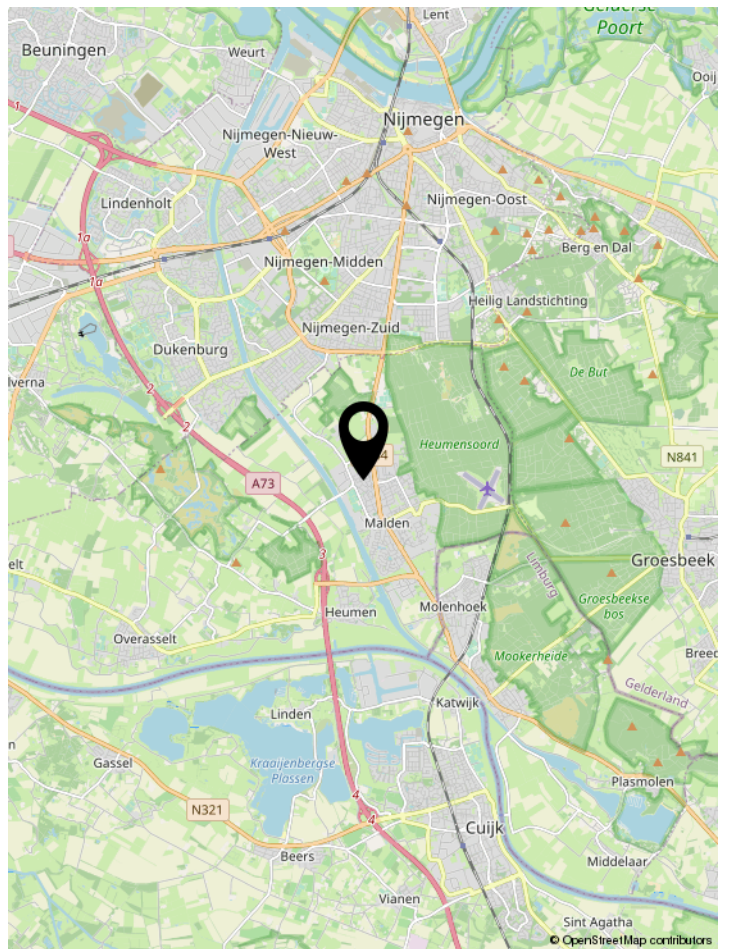 Lent
Gelderse
Poort
Beuningen
Weurt
Ooij
1
Nijmegen
Nijmegen-Nieuw-
West
Lindenholt
Nijmegen-Oost
1a
Berg en Dal
Nijmegen-Midden
1a
Heilig Landstichting
Nijmegen-Zuid
Dukenburg
De But
lverna
2
2
Heumensoord
N841
A73
Malden
3
Limburg
Groesbeek
elt
Groesbeekse
bos
Heumen
Molenhoek
Overasselt
Mookerheide
Breed
Gelderland
Katwijk
Linden
Gassel
Kraaijenbergse
Plassen
Plasmolen
4
N321
4
Cuijk
Beers
Middelaar
Vianen
Sint Agatha
© OpenStreetMap contributors